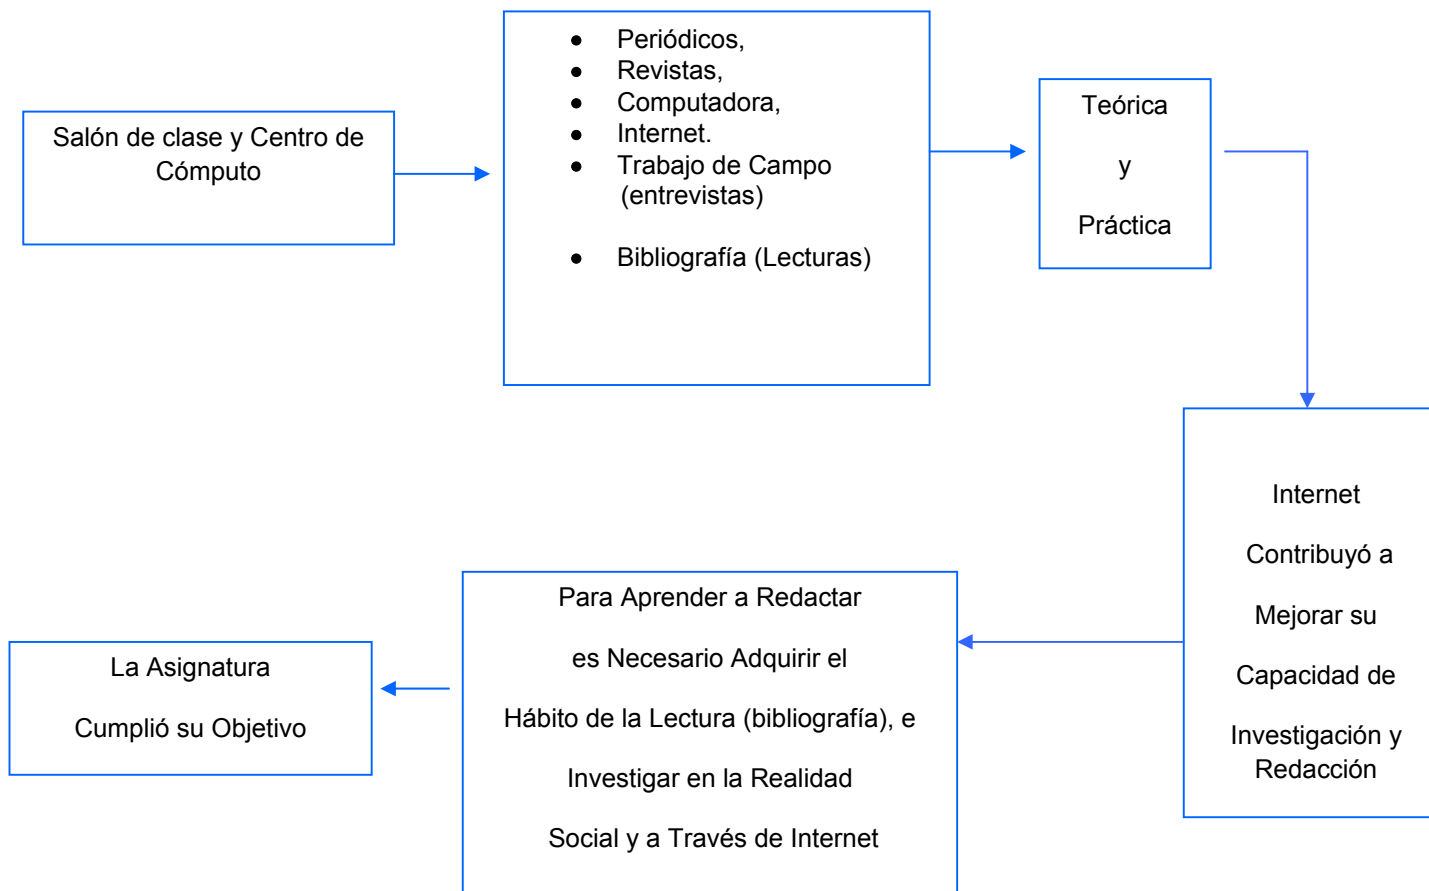 Salón de clase y Centro de
Cómputo
● Periódicos,
● Revistas,
● Computadora,
● Internet.
● Trabajo de Campo
(entrevistas)
● Bibliografía (Lecturas)
Teórica
y
Práctica
Internet
Contribuyó a
Mejorar su
Capacidad de
Investigación y
Redacción
Para Aprender a Redactar
es Necesario Adquirir el
Hábito de la Lectura (bibliografía), e
Investigar en la Realidad
Social y a Través de Internet
La Asignatura
Cumplió su Objetivo